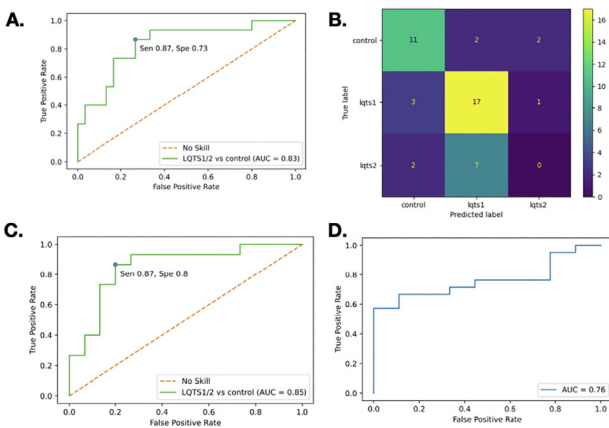 A.
1.0
0.8
0.6
0.4
0.2
0.0
True Positive Rate
Sen 0.87, Spe 0.73
No Skill
LQTS1/2 vs control (AUC = 0.83)
0.0 0.2 0.4 0.6 0.8 1.0
False Positive Rate
B.
True label
control 11 2 2
lqts1 3 17 1
lqts2 2 7 0
control lqts1 lqts2
Predicted label
16
14
12
10
8
6
4
2
0
C.
1.0
0.8
0.6
0.4
0.2
0.0
True Positive Rate
Sen 0.87, Spe 0.8
No Skill
LQTS1/2 vs control (AUC = 0.85)
0.0 0.2 0.4 0.6 0.8 1.0
False Positive Rate
D.
1.0
0.8
0.6
0.4
0.2
0.0
True Positive Rate
AUC = 0.76
0.0 0.2 0.4 0.6 0.8 1.0
False Positive Rate